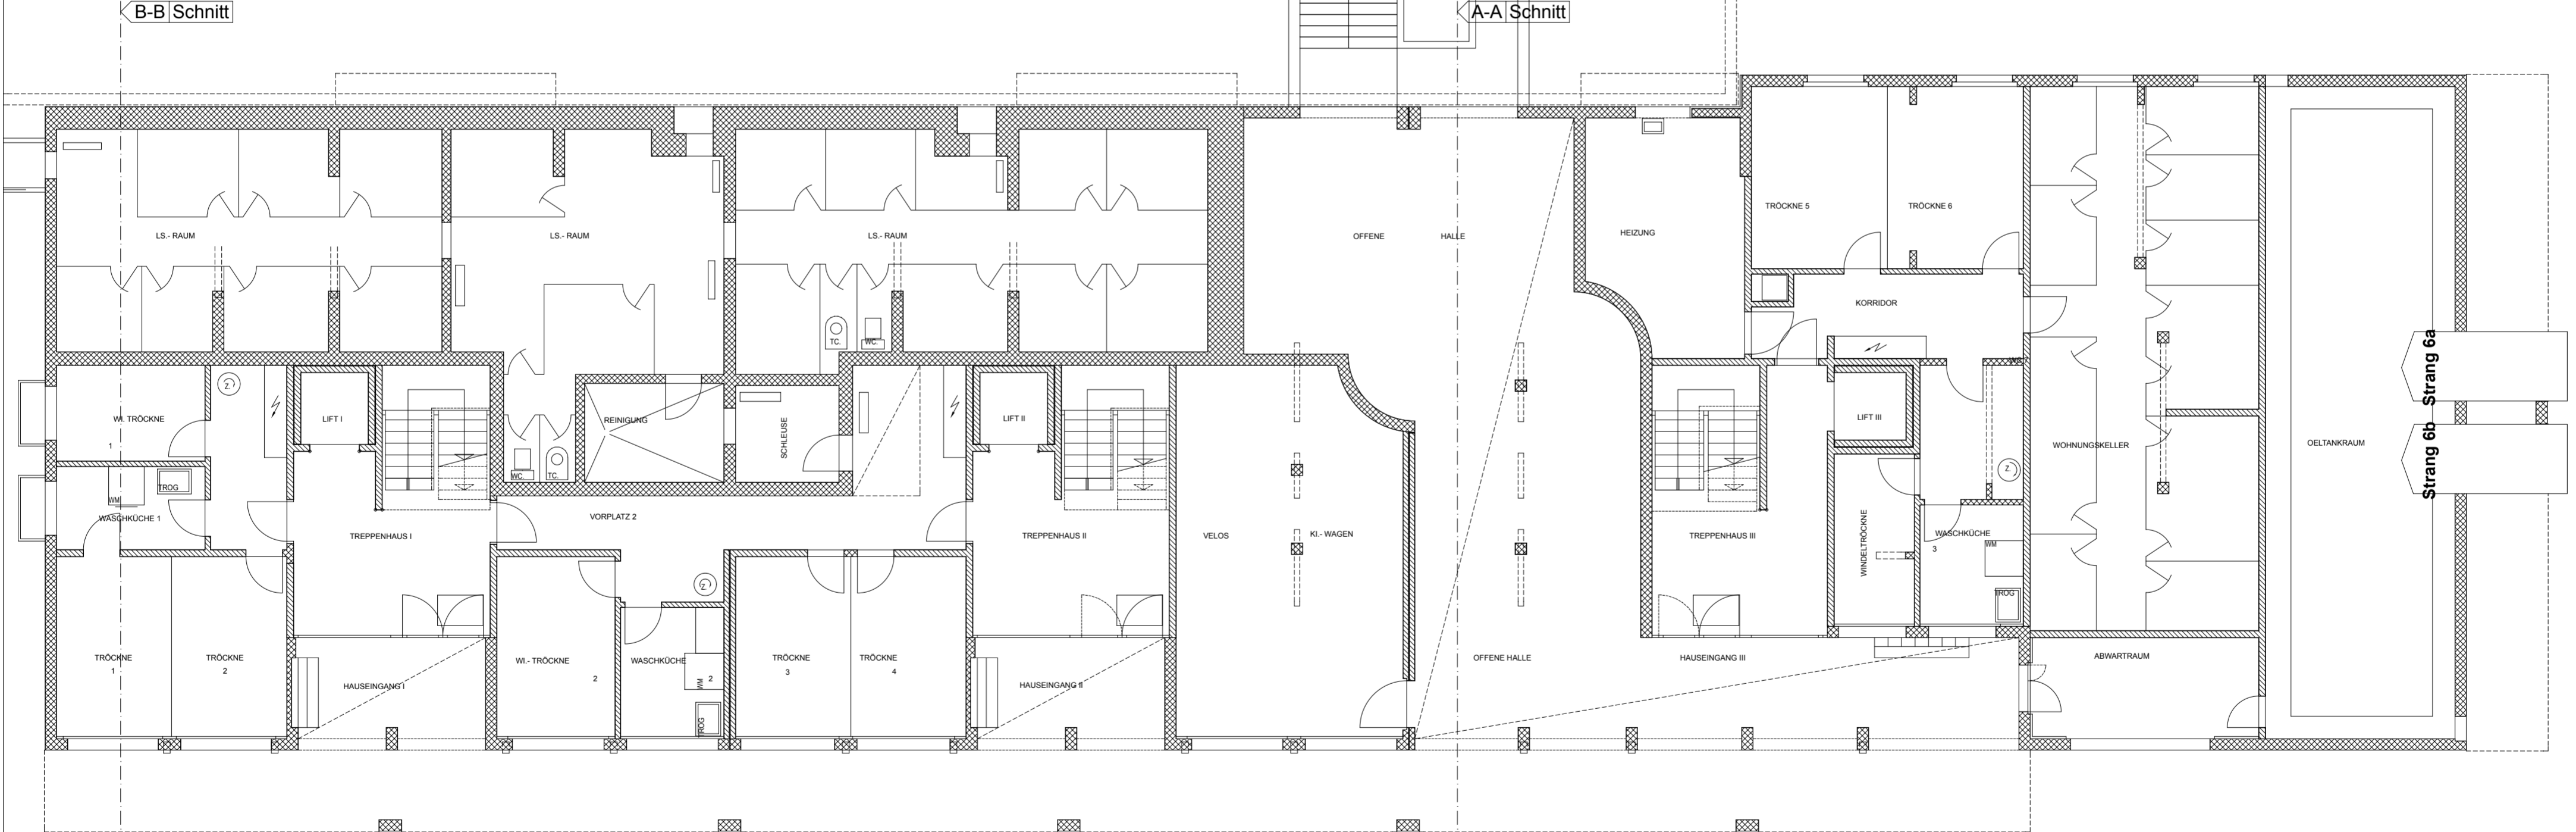 B-B Schnitt
A-A Schnitt
LS.- RAUM
LS.- RAUM
LS.- RAUM
OFFENE HALLE
HEIZUNG
TRÖCKNE 5
TRÖCKNE 6
KORRIDOR
TC.
WC.
WS
Strang 6a
Strang 6b
WI. TRÖCKNE
1
Z.
LIFT I
WC.
TC.
REINIGUNG
SCHLEUSE
LIFT II
LIFT III
Z.
WOHNUNGSKELLER
OELTANKRAUM
WM
TROG
WASCHKÜCHE 1
TREPPENHAUS I
VORPLATZ 2
TREPPENHAUS II
VELOS
KI.- WAGEN
TREPPENHAUS III
WINDELTRÖCKNE
WASCHKÜCHE
3
WM
TROG
Z.
TRÖCKNE
1
TRÖCKNE
2
HAUSEINGANG I
WI.- TRÖCKNE
2
WASCHKÜCHE
2
WM
TROG
TRÖCKNE
3
TRÖCKNE
4
HAUSEINGANG II
OFFENE HALLE
HAUSEINGANG III
ABWARTRAUM